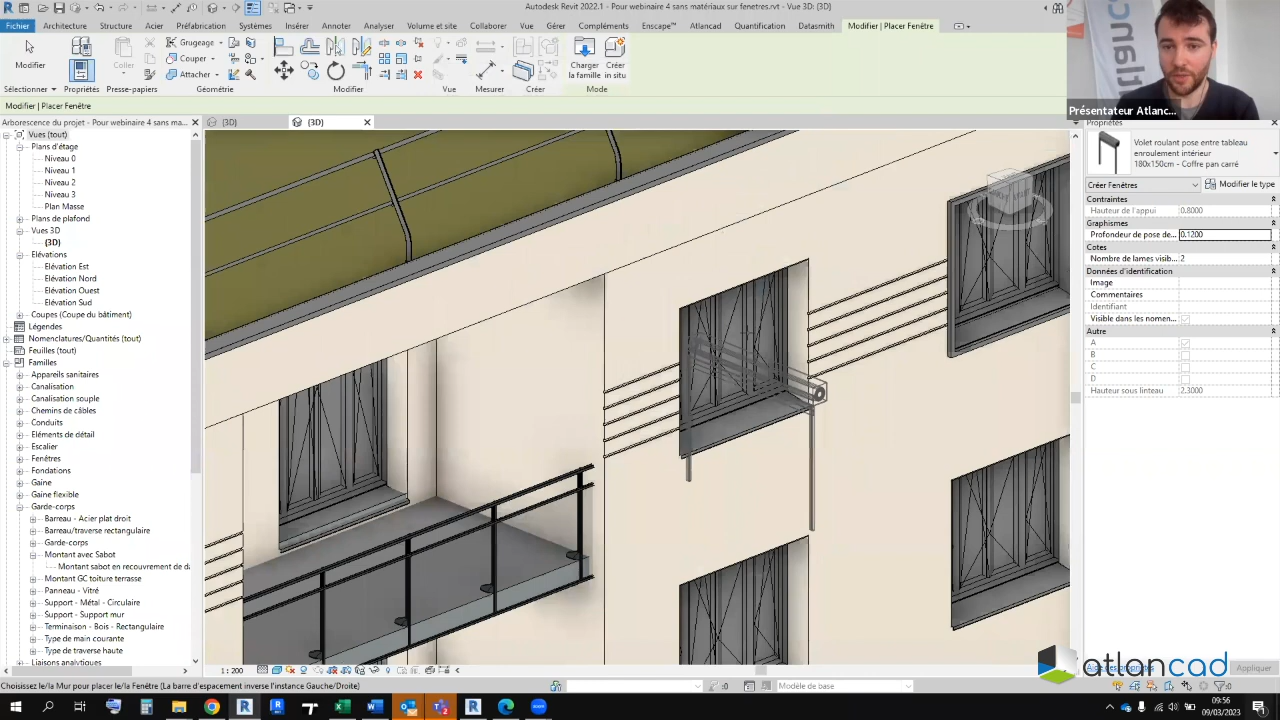 Autodesk Revit 2022.1 - Pour webinaire 4 sans matériaux sur fenetres.rvt - Vue 3D: {3D}
Fichier Architecture Structure Acier Préfabrication Systèmes Insérer Annoter Analyser Volume et site Collaborer Vue Gérer Compléments Enscape™ Atlancad Quantification Datasmith Modifier | Placer Fenêtre
Modifier Propriétés Coller Grugeage Couper Attacher Charger la famille Créer in situ
Sélectionner Propriétés Presse-papiers Géométrie Modifier Vue Mesurer Créer Mode
Modifier | Placer Fenêtre
Présentateur Atlanc...
Arborescence du projet - Pour webinaire 4 sans ma...
{3D}
{3D}
Vues (tout)
Plans d'étage
Niveau 0
Niveau 1
Niveau 2
Niveau 3
Plan Masse
Plans de plafond
Vues 3D
{3D}
Elévations
Elévation Est
Elévation Nord
Elévation Ouest
Elévation Sud
Coupes (Coupe du bâtiment)
Légendes
Nomenclatures/Quantités (tout)
Feuilles (tout)
Familles
Appareils sanitaires
Canalisation
Canalisation souple
Chemins de câbles
Conduits
Eléments de détail
Escalier
Fenêtres
Fondations
Gaine
Gaine flexible
Garde-corps
Barreau - Acier plat droit
Barreau/traverse rectangulaire
Garde-corps
Montant avec Sabot
Montant sabot en recouvrement de da
Montant GC toiture terrasse
Panneau - Vitré
Support - Métal - Circulaire
Support - Support mur
Terminaison - Bois - Rectangulaire
Type de main courante
Type de traverse haute
Liaisons analytiques
Propriétés
Volet roulant pose entre tableau
enroulement intérieur
180x150cm - Coffre pan carré
Créer Fenêtres Modifier le type
Contraintes
Hauteur de l'appui 0.8000
Graphismes
Profondeur de pose de... 0.1200
Cotes
Nombre de lames visib... 2
Données d'identification
Image
Commentaires
Identifiant
Visible dans les nomen...
Autre
A
B
C
D
Hauteur sous linteau 2.3000
Aide des propriétés Appliquer
atlancad
1 : 200
Choisissez le/la Mur pour placer le/la Fenêtre (La barre d'espacement inverse l'instance Gauche/Droite)
:0 Modèle de base :0
09:56
09/03/2023